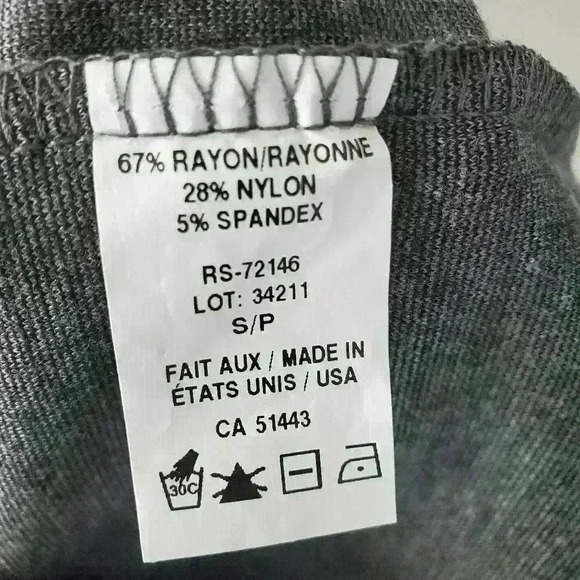 67% RAYON/RAYONNE
28% NYLON
5% SPANDEX
RS-72146
LOT: 34211
S/P
FAIT AUX / MADE IN
ÉTATS UNIS / USA
CA 51443
30C